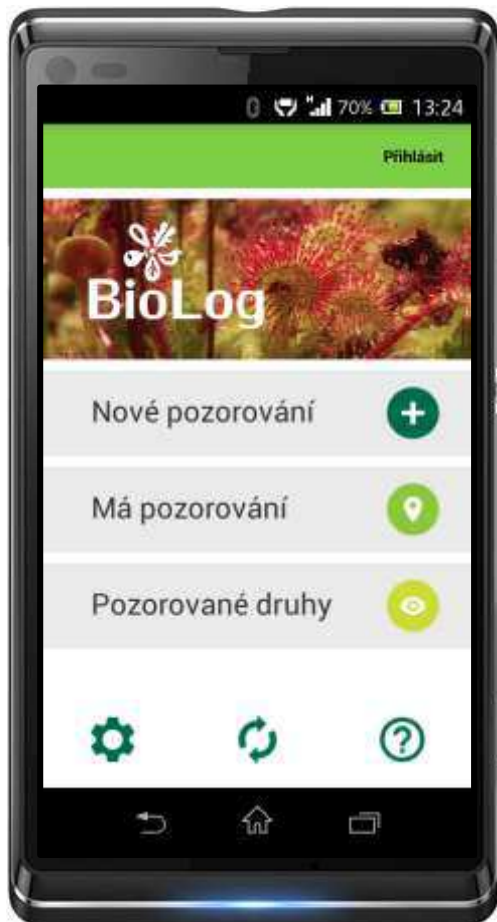 H 70% 13:24
Přihlásit
BioLog
Nové pozorování
Má pozorování
Pozorované druhy